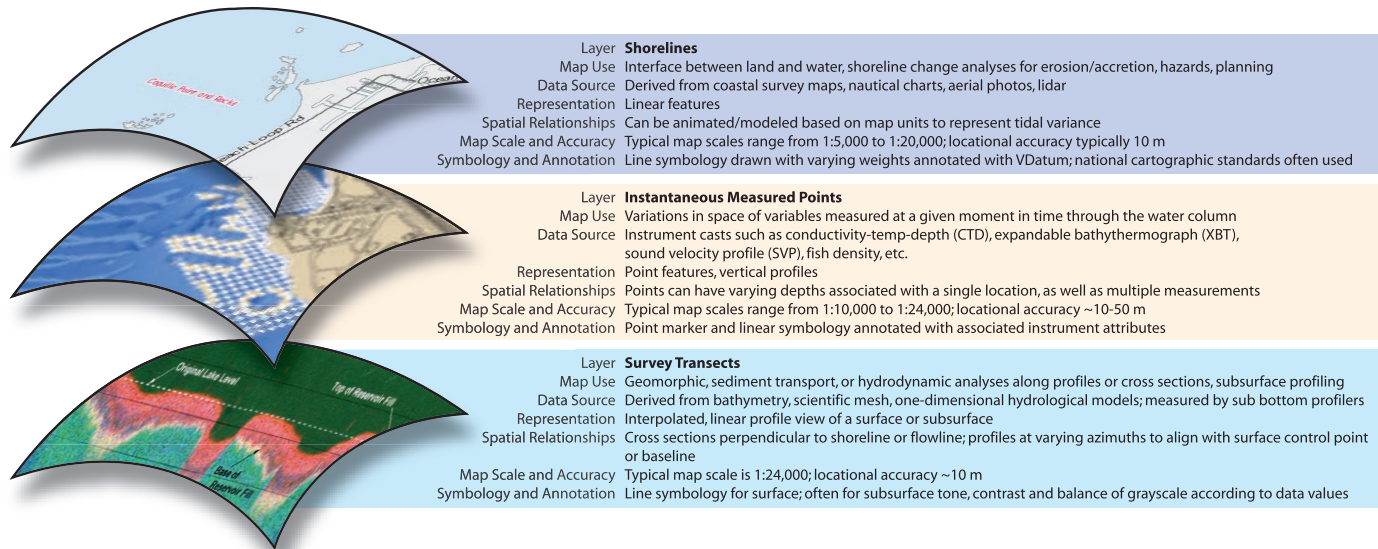 Copalis Point and Rocks
each Loop Rd
Ocean
Layer Shorelines
Map Use Interface between land and water, shoreline change analyses for erosion/accretion, hazards, planning
Data Source Derived from coastal survey maps, nautical charts, aerial photos, lidar
Representation Linear features
Spatial Relationships Can be animated/modeled based on map units to represent tidal variance
Map Scale and Accuracy Typical map scales range from 1:5,000 to 1:20,000; locational accuracy typically 10 m
Symbology and Annotation Line symbology drawn with varying weights annotated with VDatum; national cartographic standards often used
Layer Instantaneous Measured Points
Map Use Variations in space of variables measured at a given moment in time through the water column
Data Source Instrument casts such as conductivity-temp-depth (CTD), expandable bathythermograph (XBT),
sound velocity profile (SVP), fish density, etc.
Representation Point features, vertical profiles
Spatial Relationships Points can have varying depths associated with a single location, as well as multiple measurements
Map Scale and Accuracy Typical map scales range from 1:10,000 to 1:24,000; locational accuracy ~10-50 m
Symbology and Annotation Point marker and linear symbology annotated with associated instrument attributes
Original Lake Level
Top of Reservoir Fill
Base of
Reservoir Fill
Layer Survey Transects
Map Use Geomorphic, sediment transport, or hydrodynamic analyses along profiles or cross sections, subsurface profiling
Data Source Derived from bathymetry, scientific mesh, one-dimensional hydrological models; measured by sub bottom profilers
Representation Interpolated, linear profile view of a surface or subsurface
Spatial Relationships Cross sections perpendicular to shoreline or flowline; profiles at varying azimuths to align with surface control point
or baseline
Map Scale and Accuracy Typical map scale is 1:24,000; locational accuracy ~10 m
Symbology and Annotation Line symbology for surface; often for subsurface tone, contrast and balance of grayscale according to data values